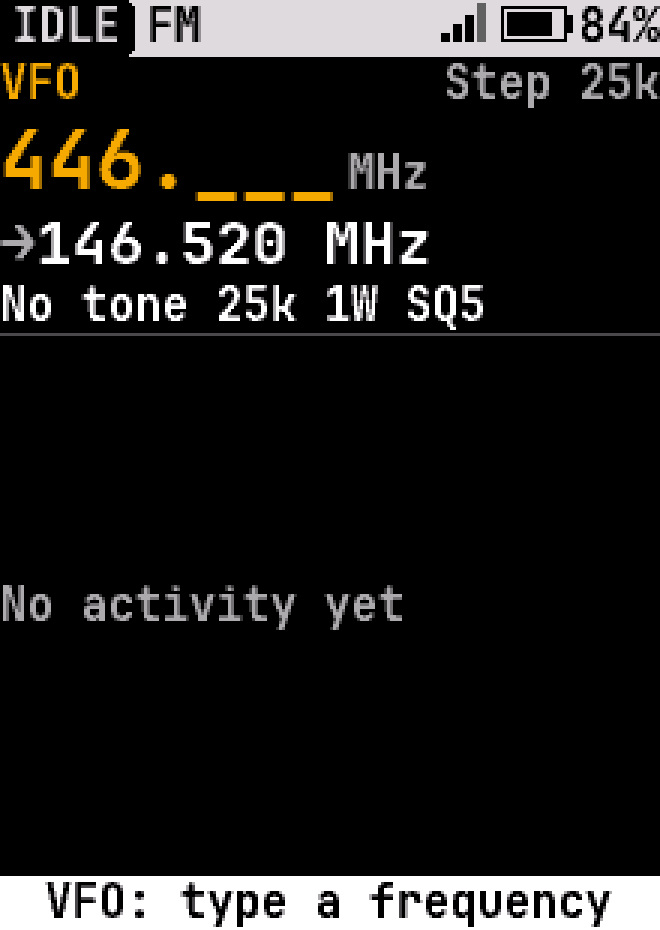 IDLE FM 84%
VFO Step 25k
446.___ MHz
→146.520 MHz
No tone 25k 1W SQ5
No activity yet
VFO: type a frequency